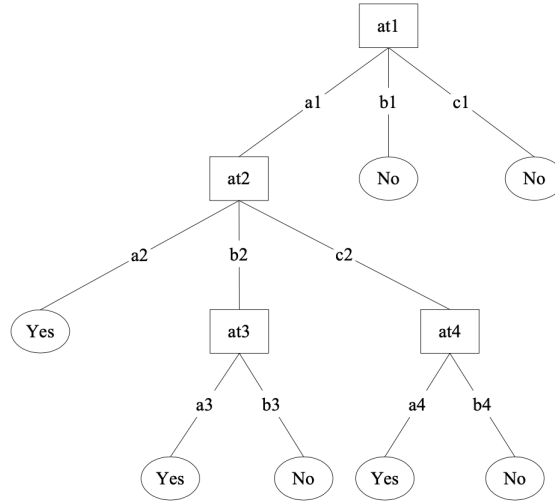 at1
a1 b1 c1
at2 No No
a2 b2 c2
Yes at3 at4
a3 b3 a4 b4
Yes No Yes No